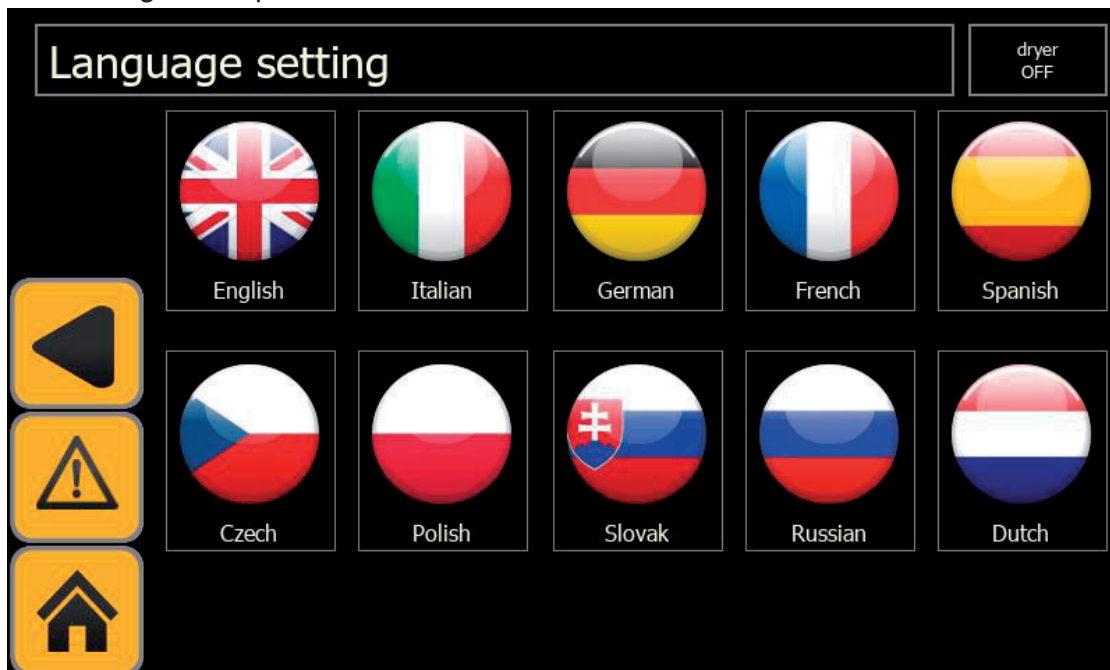 Language setting
dryer
OFF
English
Italian
German
French
Spanish
Czech
Polish
Slovak
Russian
Dutch